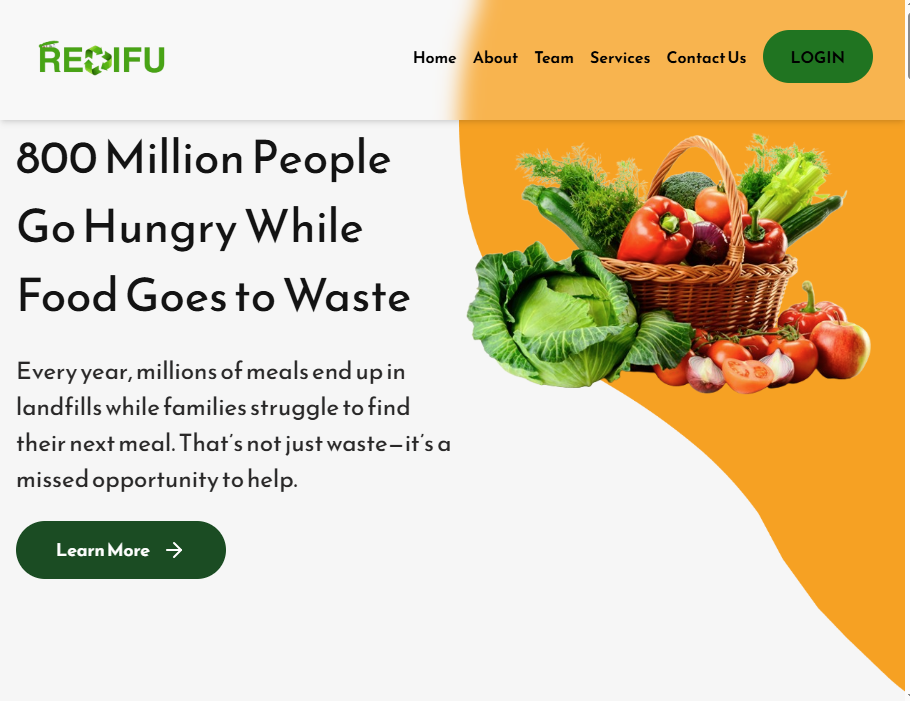 REDIFU
Home About Team Services Contact Us LOGIN
800 Million People
Go Hungry While
Food Goes to Waste
Every year, millions of meals end up in
landfills while families struggle to find
their next meal. That's not just waste—it's a
missed opportunity to help.
Learn More